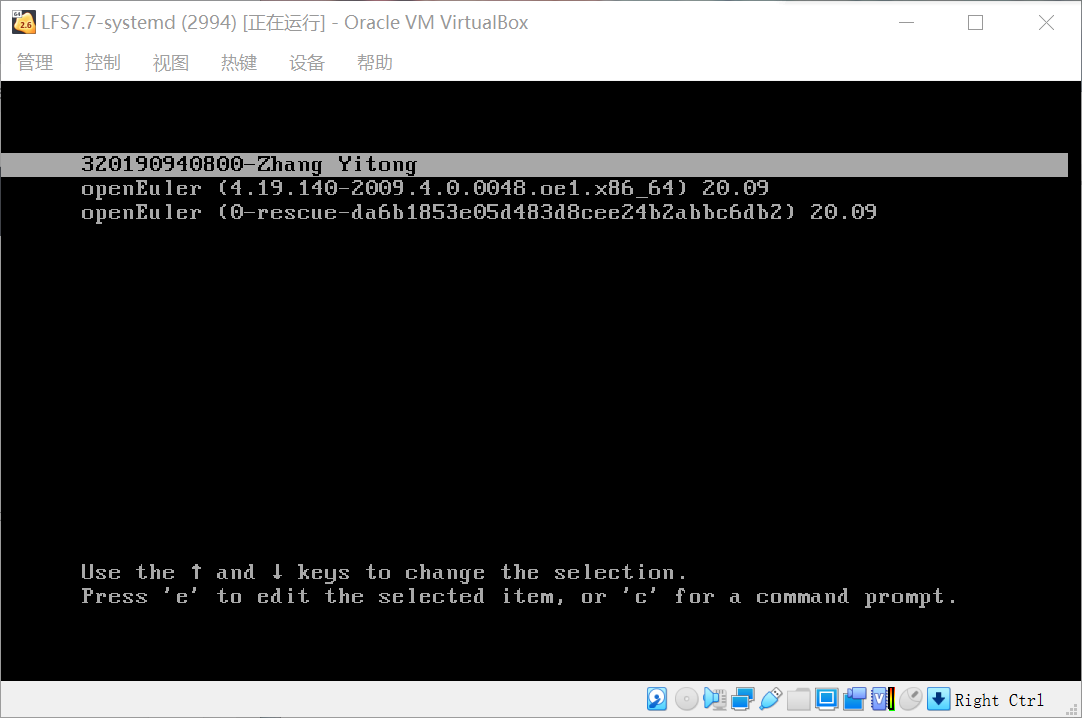 LFS7.7-systemd (2994) [正在运行] - Oracle VM VirtualBox
管理 控制 视图 热键 设备 帮助
320190940800-Zhang Yitong
openEuler (4.19.140-2009.4.0.0048.oe1.x86_64) 20.09
openEuler (0-rescue-da6b1853e05d483d8cee24b2abbc6db2) 20.09
Use the ↑ and ↓ keys to change the selection.
Press 'e' to edit the selected item, or 'c' for a command prompt.
Right Ctrl